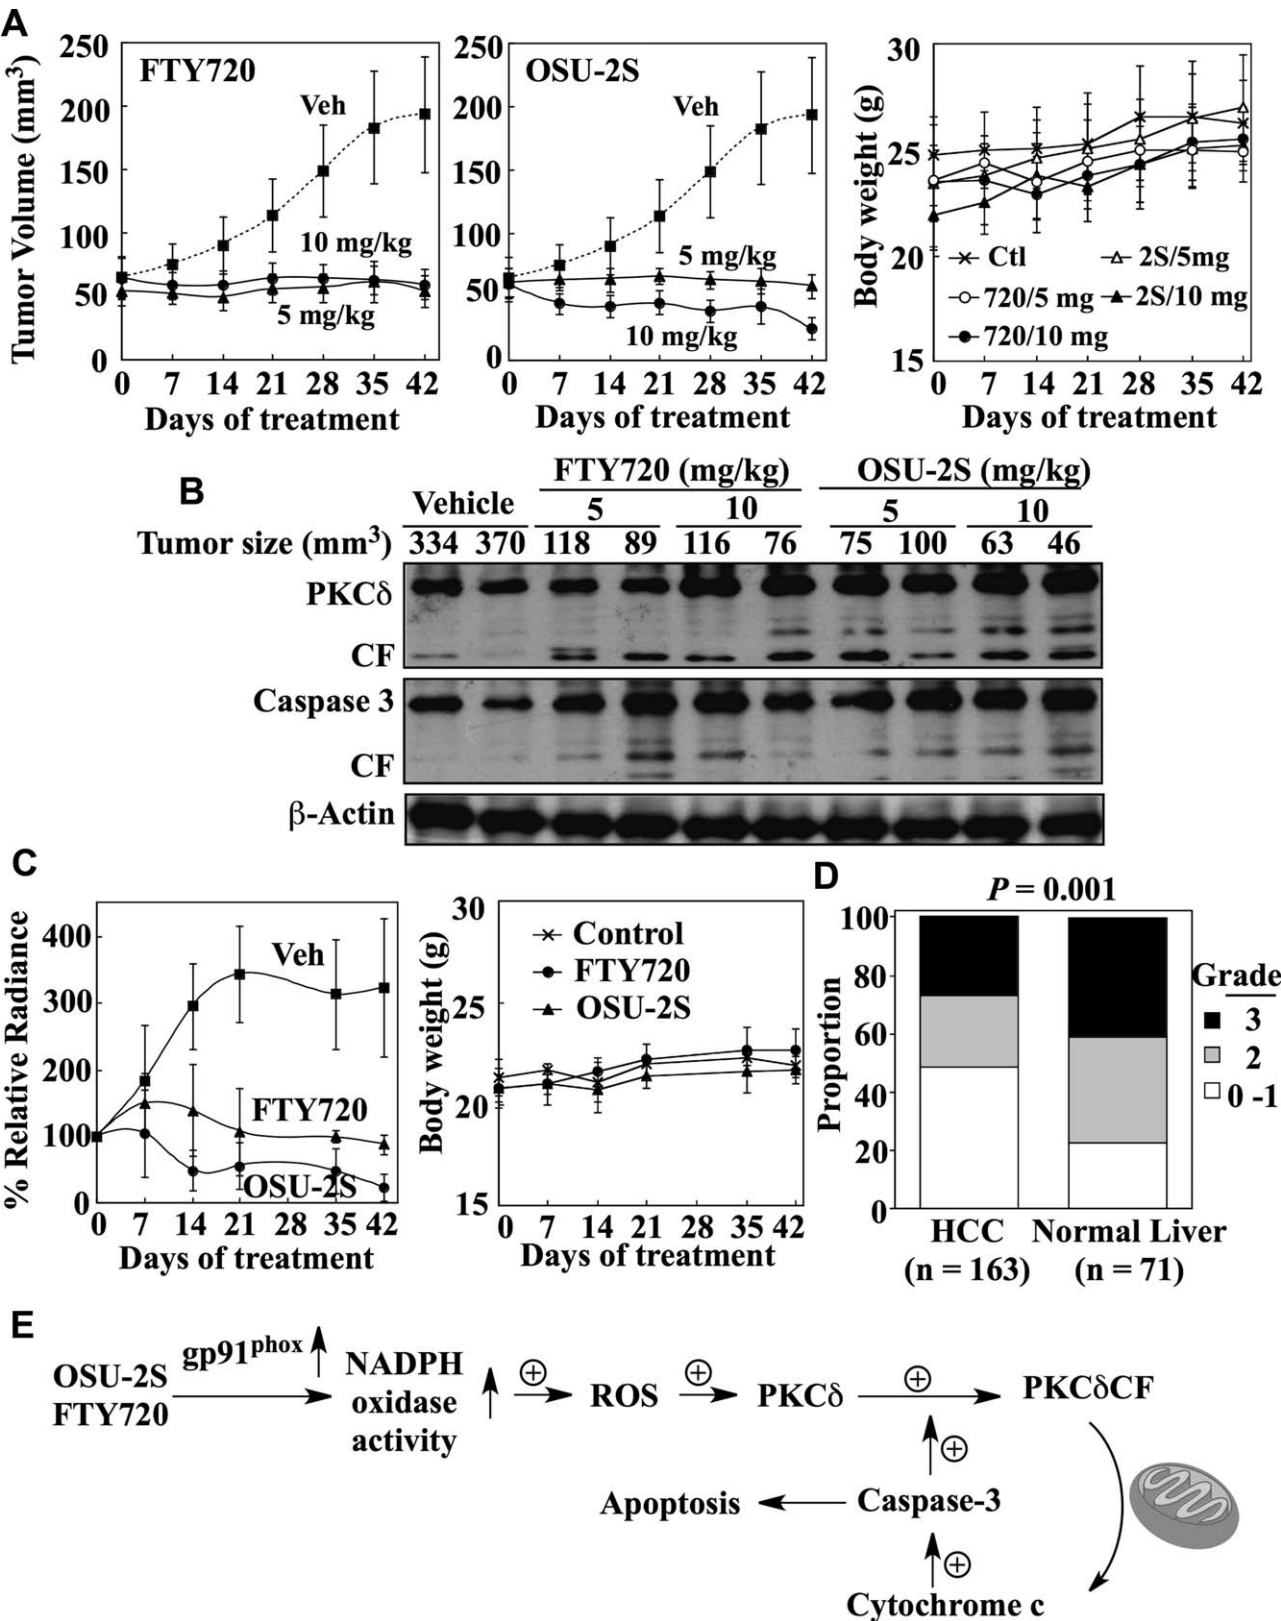 A
FTY720
Veh
10 mg/kg
5 mg/kg
Tumor Volume (mm³)
250
200
150
100
50
0
0 7 14 21 28 35 42
Days of treatment
OSU-2S
Veh
5 mg/kg
10 mg/kg
250
200
150
100
50
0
0 7 14 21 28 35 42
Days of treatment
Body weight (g)
30
25
20
15
Ctl
2S/5mg
720/5 mg
2S/10 mg
720/10 mg
0 7 14 21 28 35 42
Days of treatment
B
FTY720 (mg/kg) OSU-2S (mg/kg)
Vehicle 5 10 5 10
Tumor size (mm³) 334 370 118 89 116 76 75 100 63 46
PKCδ
CF
Caspase 3
CF
β-Actin
C
% Relative Radiance
400
300
200
100
0
Veh
FTY720
OSU-2S
0 7 14 21 28 35 42
Days of treatment
Body weight (g)
30
25
20
15
Control
FTY720
OSU-2S
0 7 14 21 28 35 42
Days of treatment
D
P = 0.001
Proportion
100
80
60
40
20
0
Grade
3
2
0 -1
HCC Normal Liver
(n = 163) (n = 71)
E
gp91phox
OSU-2S
FTY720
NADPH
oxidase
activity
ROS
PKCδ
PKCδCF
Apoptosis
Caspase-3
Cytochrome c